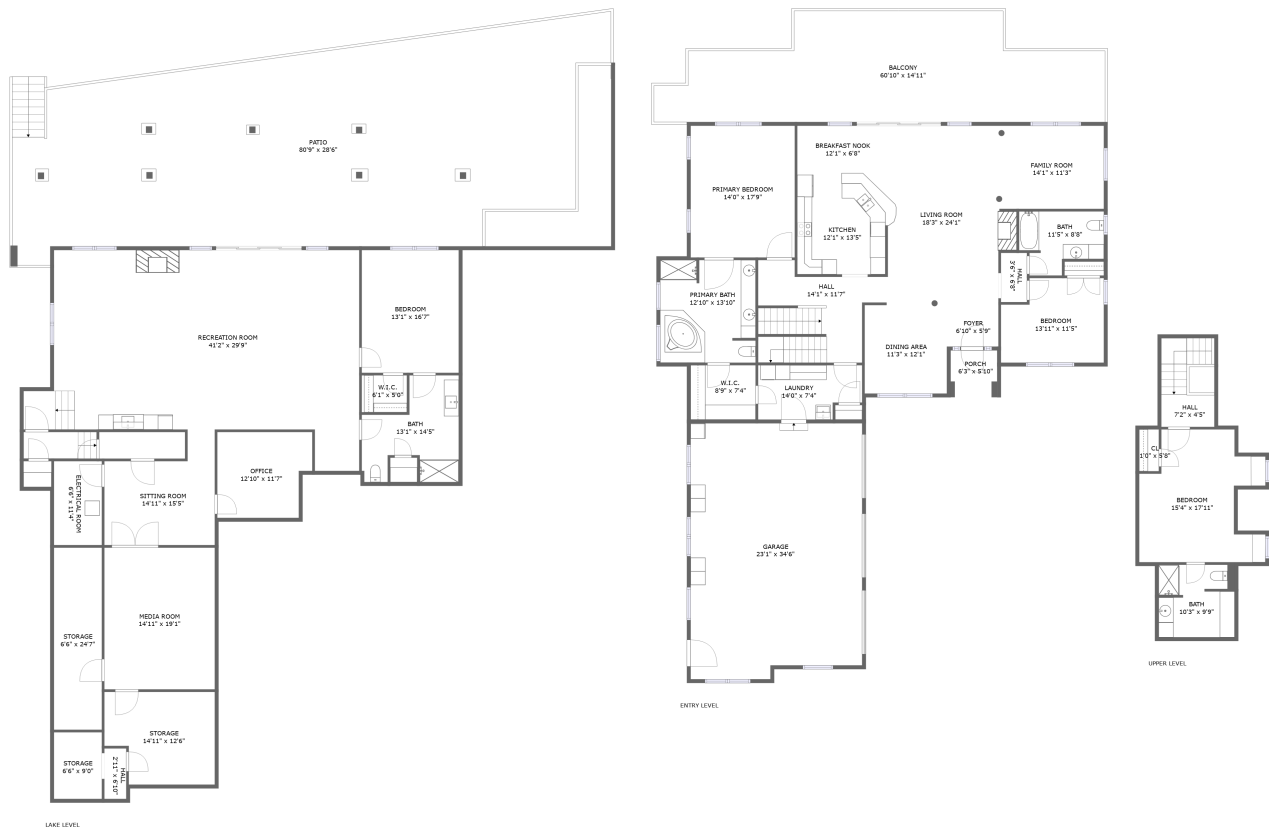 PATIO
80'9" x 28'6"
RECREATION ROOM
41'2" x 29'9"
BEDROOM
13'1" x 16'7"
W.I.C.
6'1" x 5'0"
BATH
13'1" x 14'5"
OFFICE
12'10" x 11'7"
SITTING ROOM
14'11" x 15'5"
ELECTRICAL ROOM
6'6" x 11'4"
MEDIA ROOM
14'11" x 19'1"
STORAGE
6'6" x 24'7"
STORAGE
14'11" x 12'6"
STORAGE
6'6" x 9'0"
HALL
2'11" x 6'10"
LAKE LEVEL
BALCONY
60'10" x 14'11"
BREAKFAST NOOK
12'1" x 6'8"
FAMILY ROOM
14'1" x 11'3"
PRIMARY BEDROOM
14'0" x 17'9"
LIVING ROOM
18'3" x 24'1"
KITCHEN
12'1" x 13'5"
BATH
11'5" x 8'8"
HALL
3'6" x 6'8"
HALL
14'1" x 11'7"
PRIMARY BATH
12'10" x 13'10"
BEDROOM
13'11" x 11'5"
FOYER
6'10" x 5'9"
DINING AREA
11'3" x 12'1"
PORCH
6'3" x 5'10"
W.I.C.
8'9" x 7'4"
LAUNDRY
14'0" x 7'4"
GARAGE
23'1" x 34'6"
ENTRY LEVEL
HALL
7'2" x 4'5"
CL
1'0" x 5'8"
BEDROOM
15'4" x 17'11"
BATH
10'3" x 9'9"
UPPER LEVEL